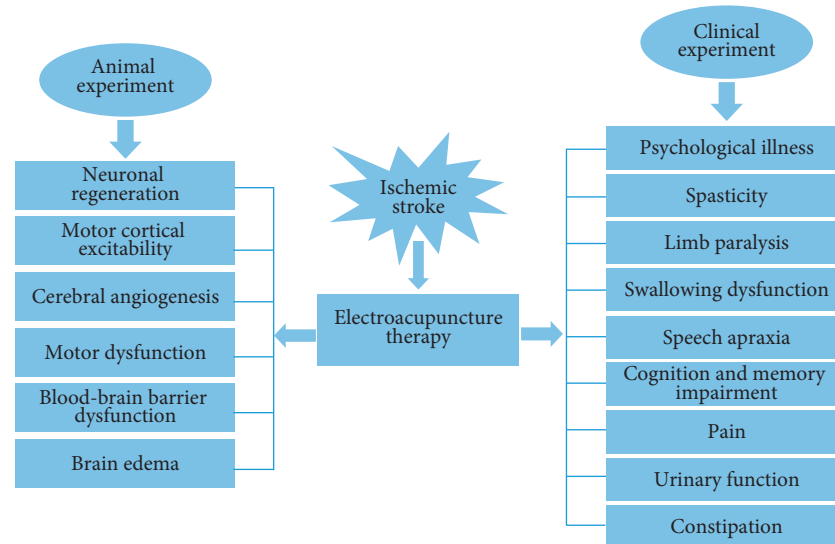 Animal
experiment
Neuronal
regeneration
Motor cortical
excitability
Cerebral angiogenesis
Motor dysfunction
Blood-brain barrier
dysfunction
Brain edema
Ischemic
stroke
Electroacupuncture
therapy
Clinical
experiment
Psychological illness
Spasticity
Limb paralysis
Swallowing dysfunction
Speech apraxia
Cognition and memory
impairment
Pain
Urinary function
Constipation